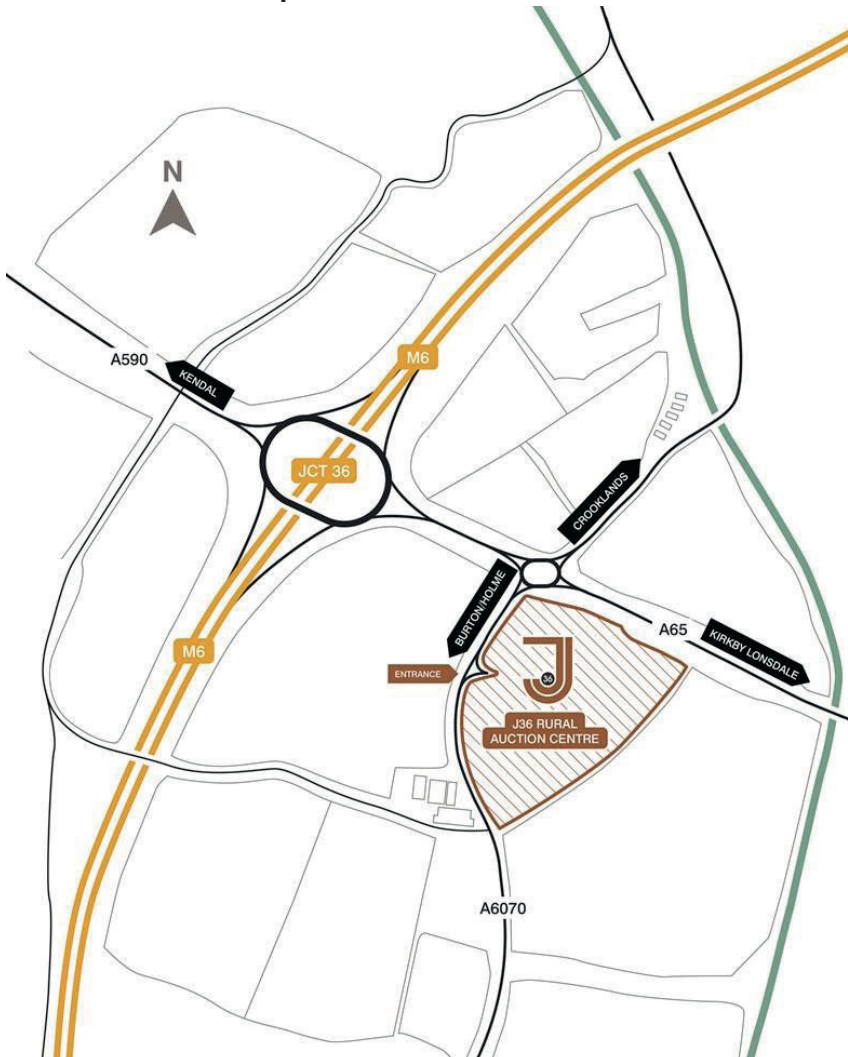 N
A590
KENDAL
M6
JCT 36
CROOKLANDS
BURTON/HOLME
A65
KIRKBY LONSDALE
M6
ENTRANCE
36
J36 RURAL
AUCTION CENTRE
A6070